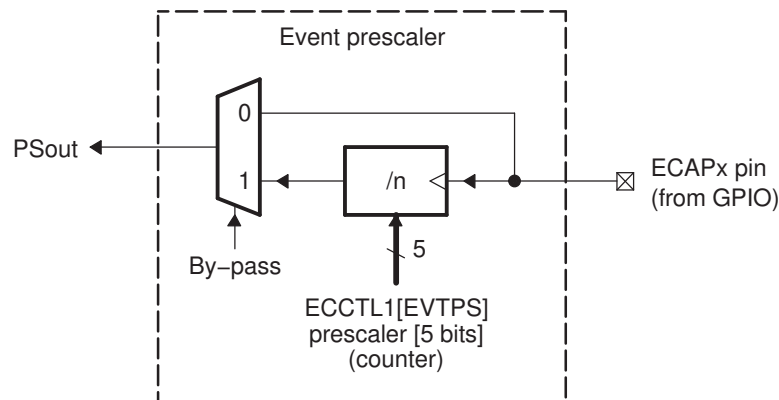 Event prescaler
0
PSout
1
/n
ECAPx pin
(from GPIO)
5
By−pass
ECCTL1[EVTPS]
prescaler [5 bits]
(counter)